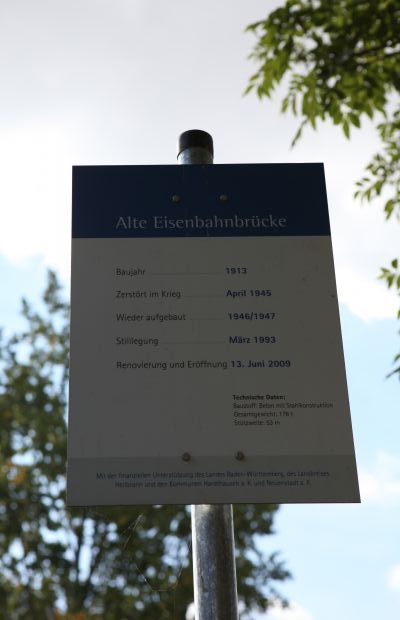 Alte Eisenbahnbrücke
Baujahr 1913
Zerstört im Krieg April 1945
Wieder aufgebaut 1946/1947
Stilllegung März 1993
Renovierung und Eröffnung 13. Juni 2009
Technische Daten:
Baustoff: Beton mit Stahlkonstruktion
Gesamtgewicht: 178 t
Stützweite: 53 m
Mit der finanziellen Unterstützung des Landes Baden-Württemberg, des Landkreises
Heilbronn und den Kommunen Hardthausen a. K. und Neuenstadt a. K.